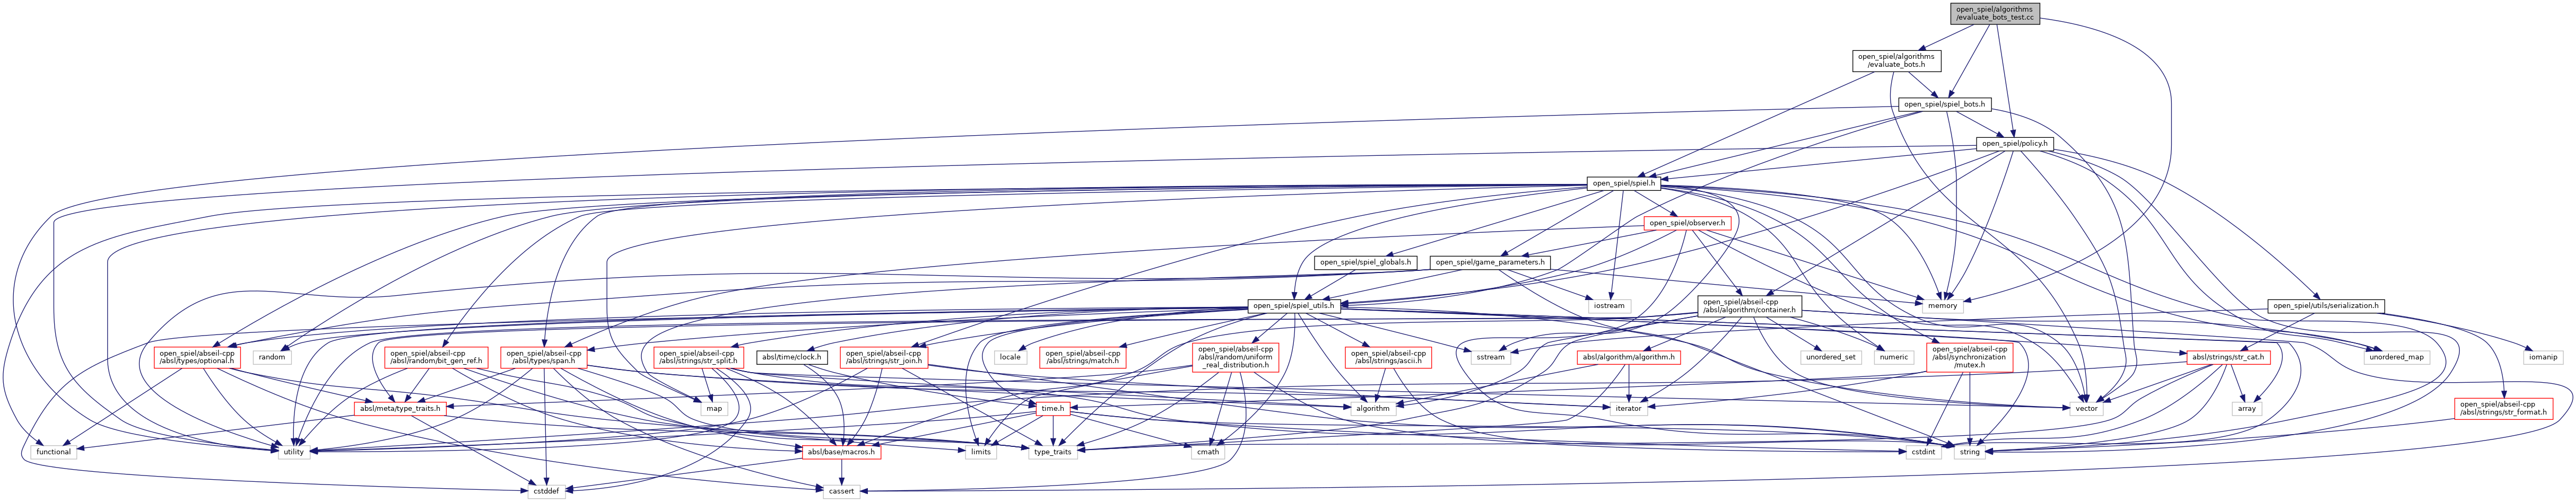 open_spiel/algorithms
/evaluate_bots_test.cc
open_spiel/algorithms
/evaluate_bots.h
open_spiel/spiel_bots.h
open_spiel/policy.h
open_spiel/spiel.h
open_spiel/observer.h
open_spiel/spiel_globals.h
open_spiel/game_parameters.h
open_spiel/spiel_utils.h
iostream
open_spiel/abseil-cpp
/absl/algorithm/container.h
memory
open_spiel/utils/serialization.h
open_spiel/abseil-cpp
/absl/types/optional.h
random
open_spiel/abseil-cpp
/absl/random/bit_gen_ref.h
open_spiel/abseil-cpp
/absl/types/span.h
open_spiel/abseil-cpp
/absl/strings/str_split.h
absl/time/clock.h
open_spiel/abseil-cpp
/absl/strings/str_join.h
locale
open_spiel/abseil-cpp
/absl/strings/match.h
open_spiel/abseil-cpp
/absl/random/uniform
_real_distribution.h
open_spiel/abseil-cpp
/absl/strings/ascii.h
sstream
absl/algorithm/algorithm.h
unordered_set
numeric
open_spiel/abseil-cpp
/absl/synchronization
/mutex.h
absl/strings/str_cat.h
unordered_map
iomanip
absl/meta/type_traits.h
map
time.h
algorithm
iterator
vector
array
open_spiel/abseil-cpp
/absl/strings/str_format.h
functional
utility
absl/base/macros.h
limits
type_traits
cmath
cstdint
string
cstddef
cassert